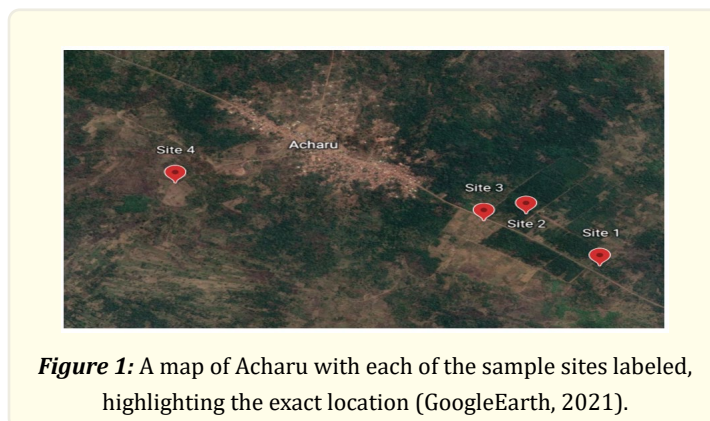 Acharu
Site 4
Site 3
Site 2
Site 1
Figure 1: A map of Acharu with each of the sample sites labeled,
highlighting the exact location (GoogleEarth, 2021).